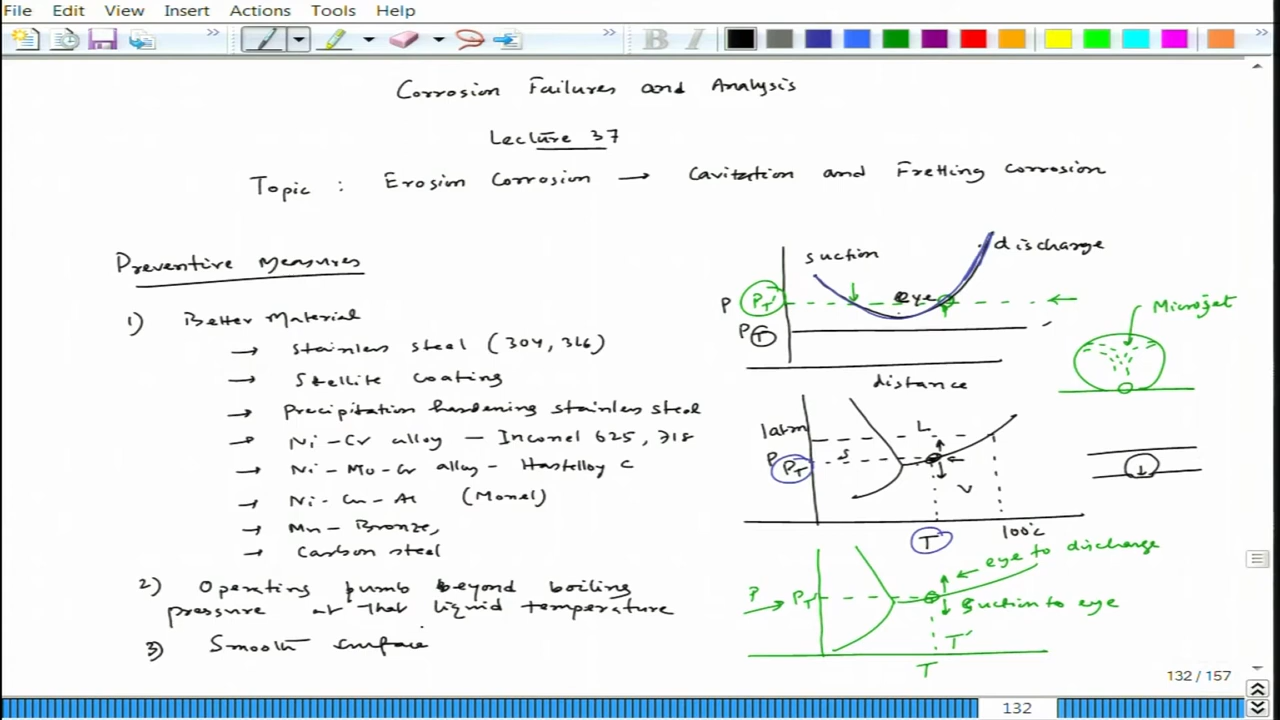 File Edit View Insert Actions Tools Help
Corrosion Failures and Analysis
Lecture 37
Topic : Erosion Corrosion → Cavitation and Fretting corrosion
Preventive Measures
1) Better Material
→ Stainless steel (304, 316)
→ Stellite coating
→ Precipitation hardening stainless steel
→ Ni-Cr alloy - Inconel 625, 718
→ Ni-Mo-Cr alloy - Hastelloy C
→ Ni-Cu-Al (Monel)
→ Mn-Bronze,
→ Carbon steel
2) Operating pumb beyond boiling
pressure at that liquid temperature
3) Smooth surface
suction
discharge
P
PT'
eye
PT
distance
Microjet
1atm
P
PT
L
S
V
T
100°C
P
PT'
eye to discharge
suction to eye
T'
T
132 / 157
132